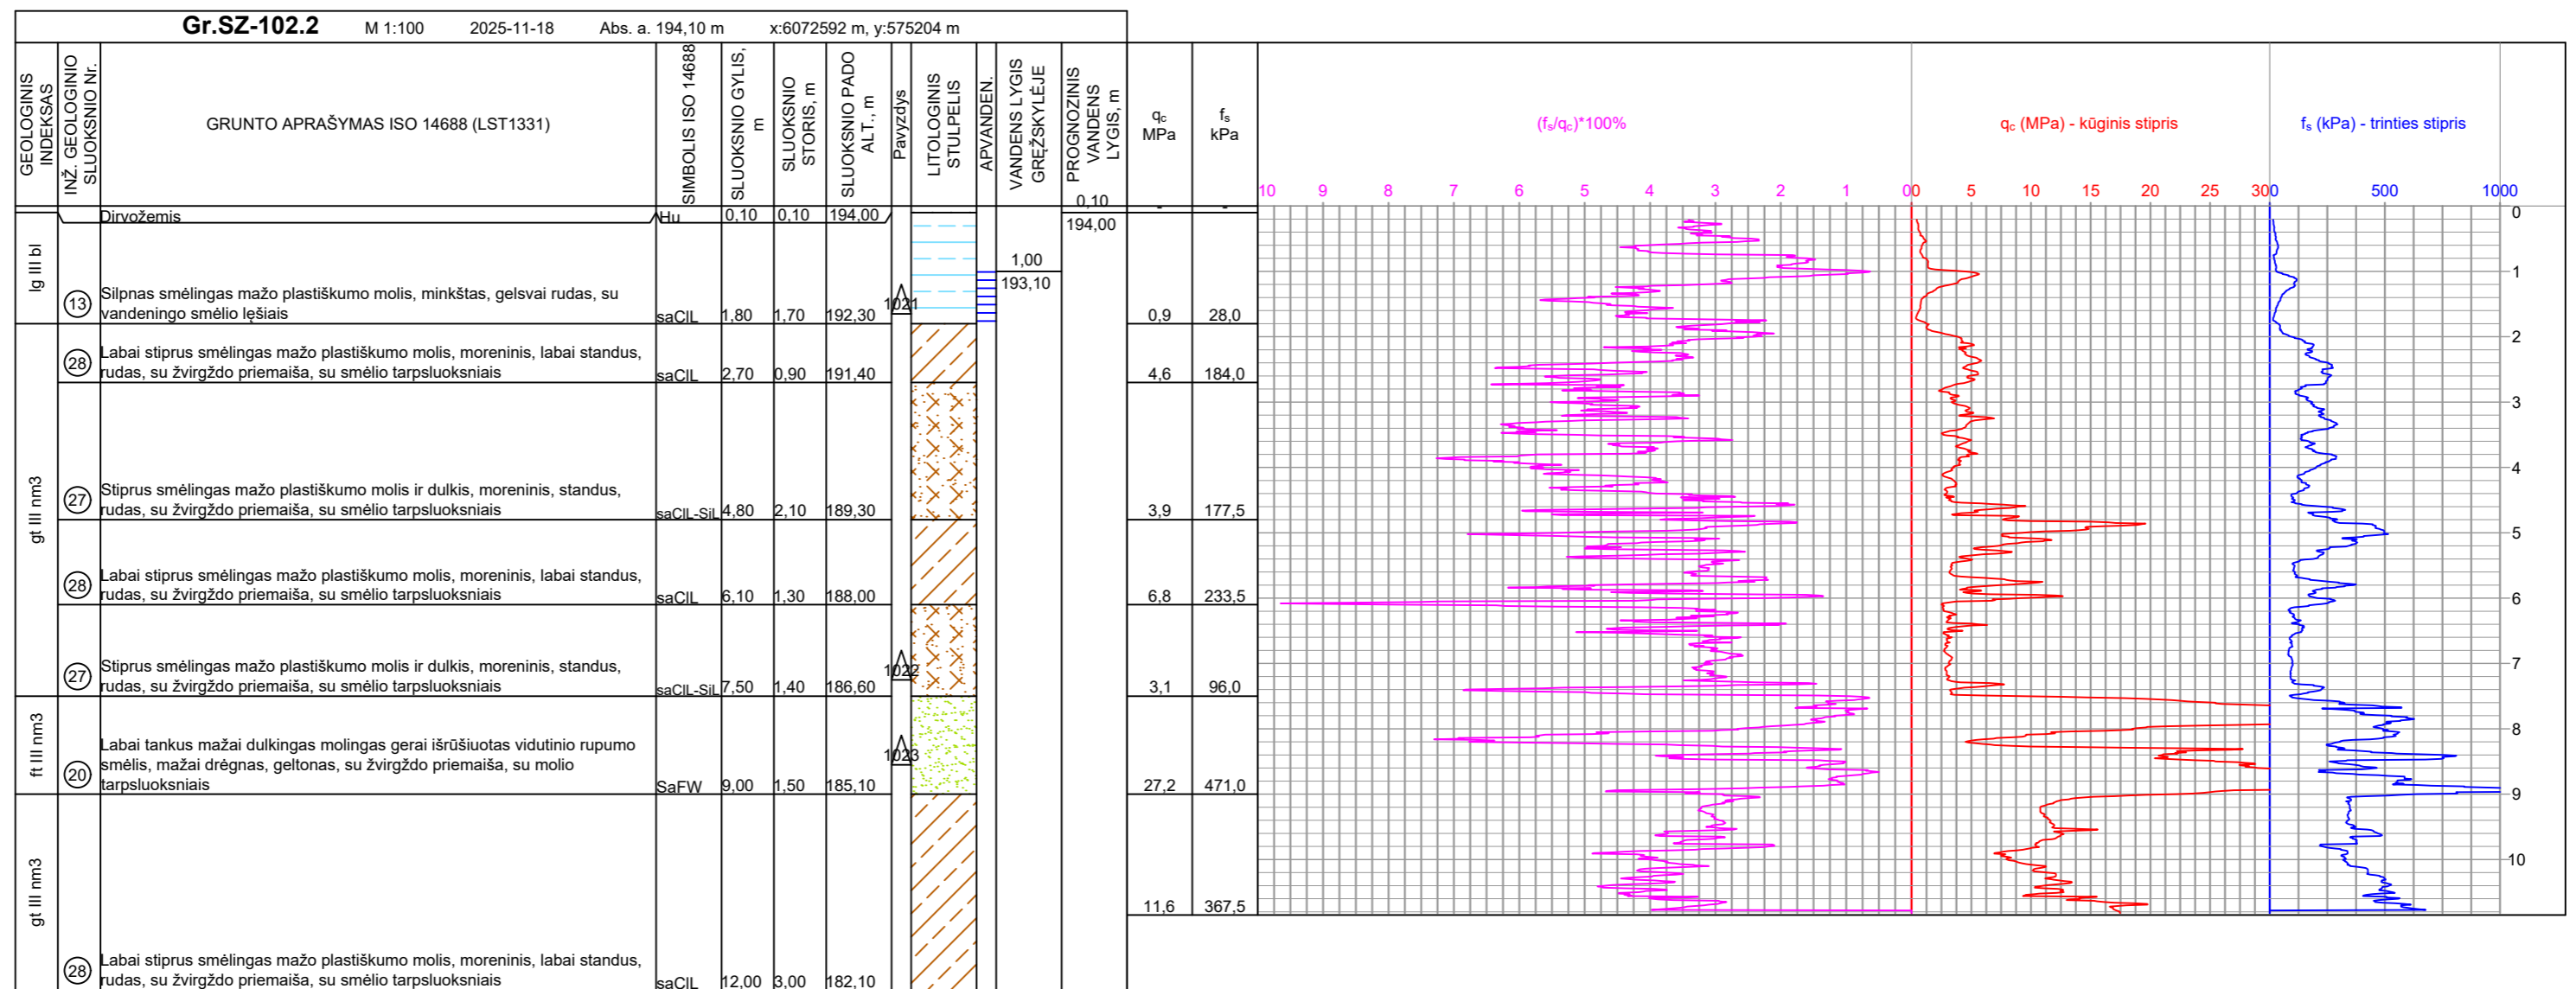 Gr.SZ-102.2 M 1:100 2025-11-18 Abs. a. 194,10 m x:6072592 m, y:575204 m
GEOLOGINIS INDEKSAS
INŽ. GEOLOGINIO SLUOKSNIO Nr.
GRUNTO APRAŠYMAS ISO 14688 (LST1331)
SIMBOLIS ISO 14688
SLUOKSNIO GYLIS, m
SLUOKSNIO STORIS, m
SLUOKSNIO PADO ALT., m
Pavyzdys
LITOLOGINIS STULPELIS
APVANDEN.
VANDENS LYGIS GRĘŽSKYLĖJE
PROGNOZINIS VANDENS LYGIS, m
qc MPa
fs kPa
(fs/qc)*100%
qc (MPa) - kūginis stipris
fs (kPa) - trinties stipris
10 9 8 7 6 5 4 3 2 1 0
0 5 10 15 20 25 30
0 500 1000
0,10
194,00
Dirvožemis Hu 0,10 0,10 194,00 - -
lg III bl
1,00
193,10
13 Silpnas smėlingas mažo plastiškumo molis, minkštas, gelsvai rudas, su
vandeningo smėlio lęšiais saClL 1,80 1,70 192,30 1021 0,9 28,0
gt III nm3
28 Labai stiprus smėlingas mažo plastiškumo molis, moreninis, labai standus,
rudas, su žvirgždo priemaiša, su smėlio tarpsluoksniais saClL 2,70 0,90 191,40 4,6 184,0
27 Stiprus smėlingas mažo plastiškumo molis ir dulkis, moreninis, standus,
rudas, su žvirgždo priemaiša, su smėlio tarpsluoksniais saClL-SiL 4,80 2,10 189,30 3,9 177,5
28 Labai stiprus smėlingas mažo plastiškumo molis, moreninis, labai standus,
rudas, su žvirgždo priemaiša, su smėlio tarpsluoksniais saClL 6,10 1,30 188,00 6,8 233,5
27 Stiprus smėlingas mažo plastiškumo molis ir dulkis, moreninis, standus,
rudas, su žvirgždo priemaiša, su smėlio tarpsluoksniais saClL-SiL 7,50 1,40 186,60 1022 3,1 96,0
ft III nm3
20 Labai tankus mažai dulkingas molingas gerai išrūšiuotas vidutinio rupumo
smėlis, mažai drėgnas, geltonas, su žvirgždo priemaiša, su molio
tarpsluoksniais SaFW 9,00 1,50 185,10 1023 27,2 471,0
gt III nm3
11,6 367,5
28 Labai stiprus smėlingas mažo plastiškumo molis, moreninis, labai standus,
rudas, su žvirgždo priemaiša, su smėlio tarpsluoksniais saClL 12,00 3,00 182,10
0
1
2
3
4
5
6
7
8
9
10